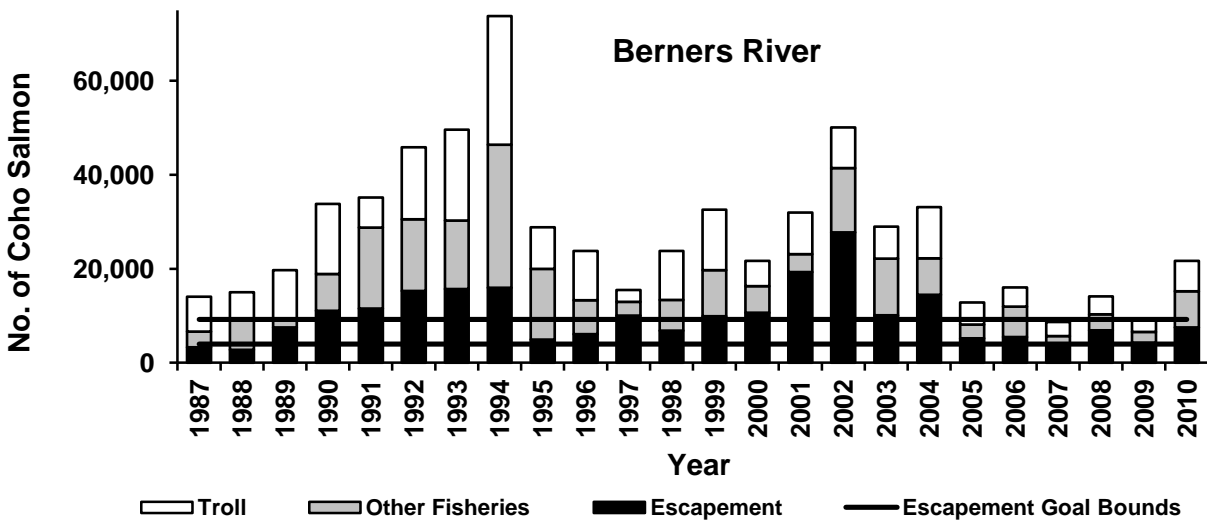 Berners River
No. of Coho Salmon
60,000
40,000
20,000
0
1987 1988 1989 1990 1991 1992 1993 1994 1995 1996 1997 1998 1999 2000 2001 2002 2003 2004 2005 2006 2007 2008 2009 2010
Year
Troll Other Fisheries Escapement Escapement Goal Bounds